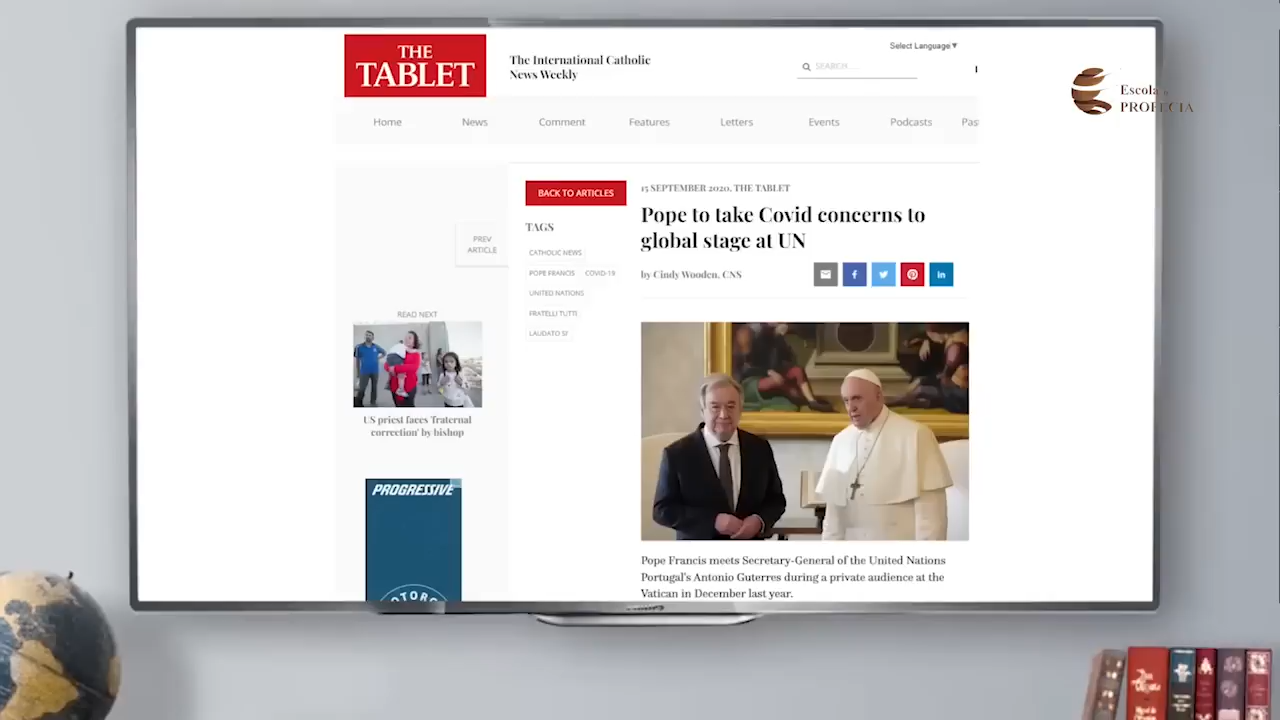 THE
TABLET
The International Catholic
News Weekly
Select Language ▼
SEARCH...
Escola
PROFECIA
Home
News
Comment
Features
Letters
Events
Podcasts
Pas
BACK TO ARTICLES
15 SEPTEMBER 2020, THE TABLET
Pope to take Covid concerns to
global stage at UN
by Cindy Wooden, CNS
TAGS
CATHOLIC NEWS
POPE FRANCIS COVID-19
UNITED NATIONS
FRATELLI TUTTI
LAUDATO SI'
PREV
ARTICLE
READ NEXT
US priest faces 'fraternal
correction' by bishop
PROGRESSIVE
Pope Francis meets Secretary-General of the United Nations
Portugal's Antonio Guterres during a private audience at the
Vatican in December last year.